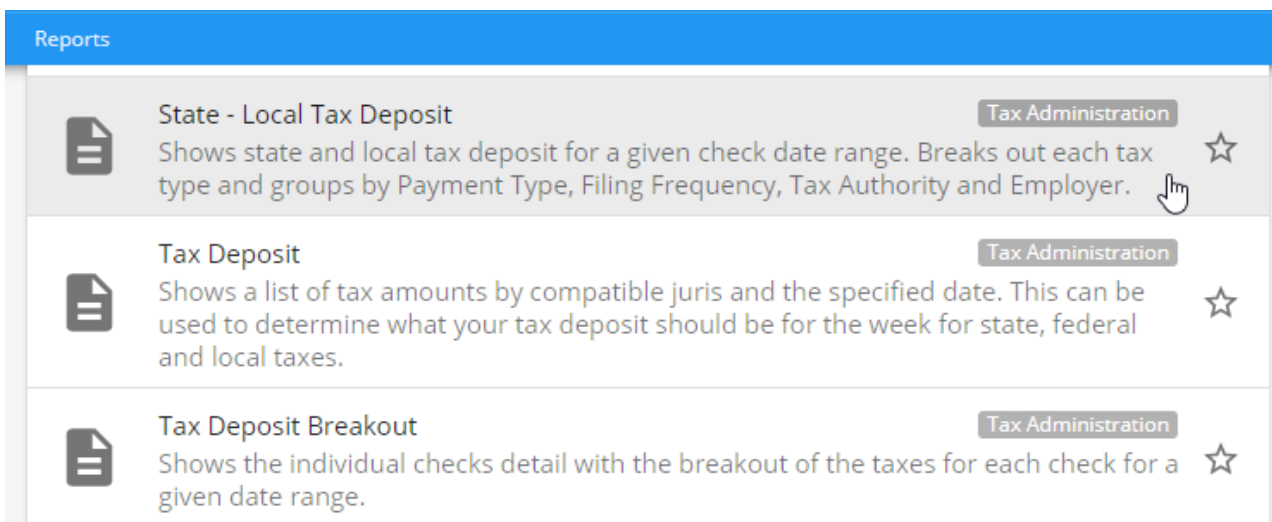 Reports
State - Local Tax Deposit
Tax Administration
Shows state and local tax deposit for a given check date range. Breaks out each tax
type and groups by Payment Type, Filing Frequency, Tax Authority and Employer.
Tax Deposit
Tax Administration
Shows a list of tax amounts by compatible juris and the specified date. This can be
used to determine what your tax deposit should be for the week for state, federal
and local taxes.
Tax Deposit Breakout
Tax Administration
Shows the individual checks detail with the breakout of the taxes for each check for a
given date range.